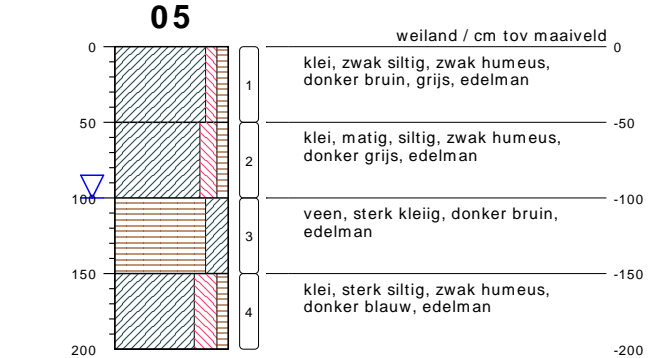 05
weiland / cm tov maaiveld
0
0
klei, zwak siltig, zwak humeus,
donker bruin, grijs, edelman
1
50
-50
klei, matig, siltig, zwak humeus,
donker grijs, edelman
2
100
-100
veen, sterk kleiig, donker bruin,
edelman
3
150
-150
klei, sterk siltig, zwak humeus,
donker blauw, edelman
4
200
-200